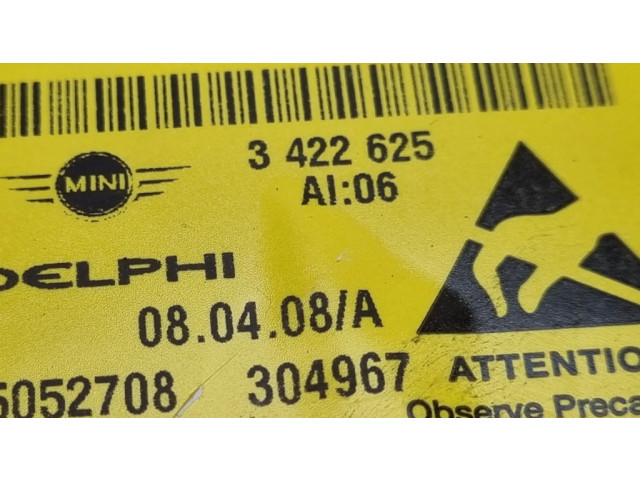 3 422 625
MINI
AI:06
DELPHI
08.04.08/A
5052708 304967
ATTENTIO
Observe Preca